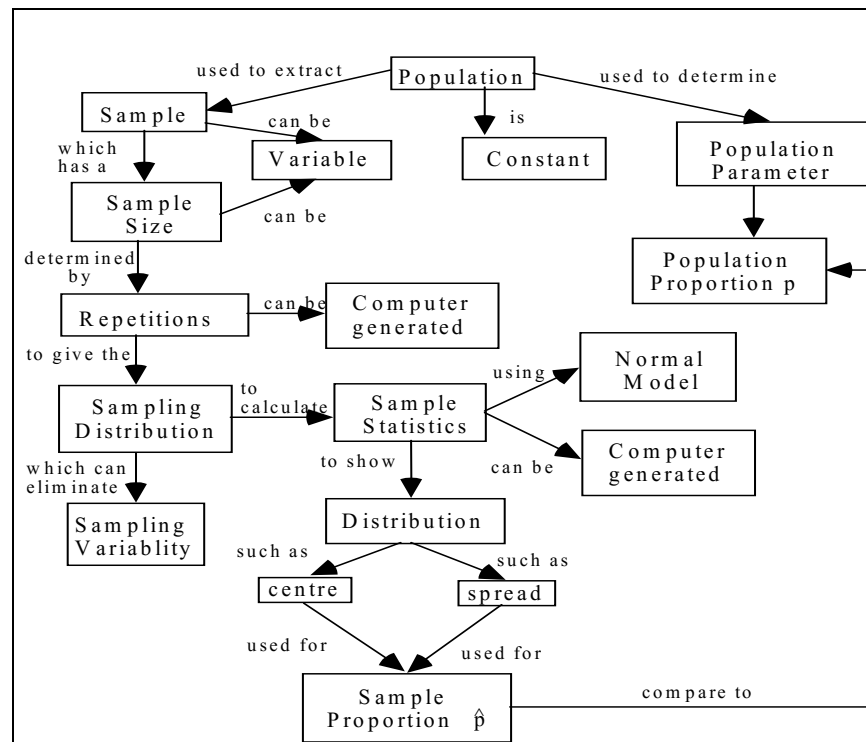 used to extract
Population
used to determine
Sample
can be
is
which
has a
Variable
Constant
Population
Parameter
Sample
Size
can be
determined
by
Population
Proportion p
Repetitions
can be
Computer
generated
to give the
to
calculate
using
Normal
Model
Sampling
Distribution
Sample
Statistics
which can
eliminate
to show
can be
Computer
generated
Sampling
Variablity
Distribution
such as
such as
centre
spread
used for
used for
Sample
Proportion p̂
compare to